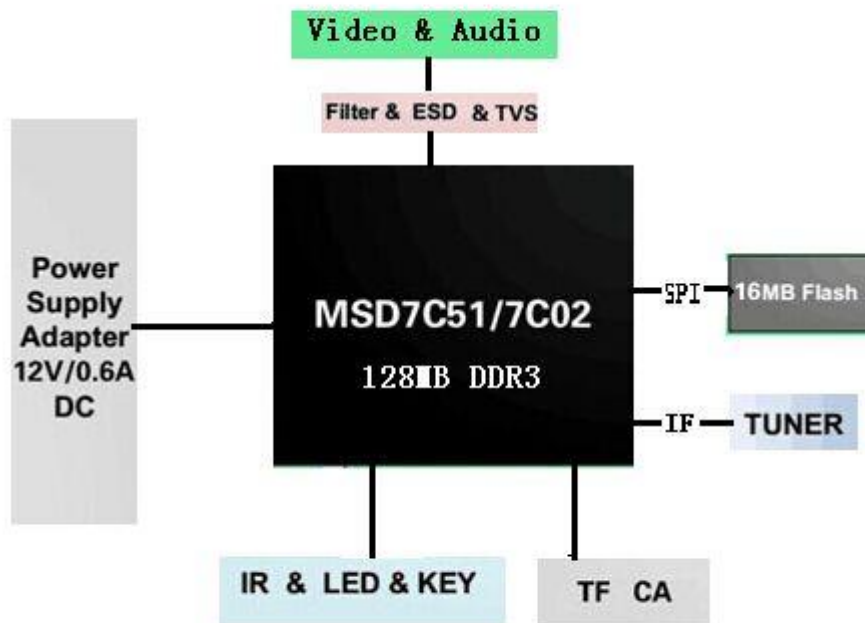 Video & Audio
Filter & ESD & TVS
Power
Supply
Adapter
12V/0.6A
DC
MSD7C51/7C02
128MB DDR3
SPI
16MB Flash
IF
TUNER
IR & LED & KEY
TF CA